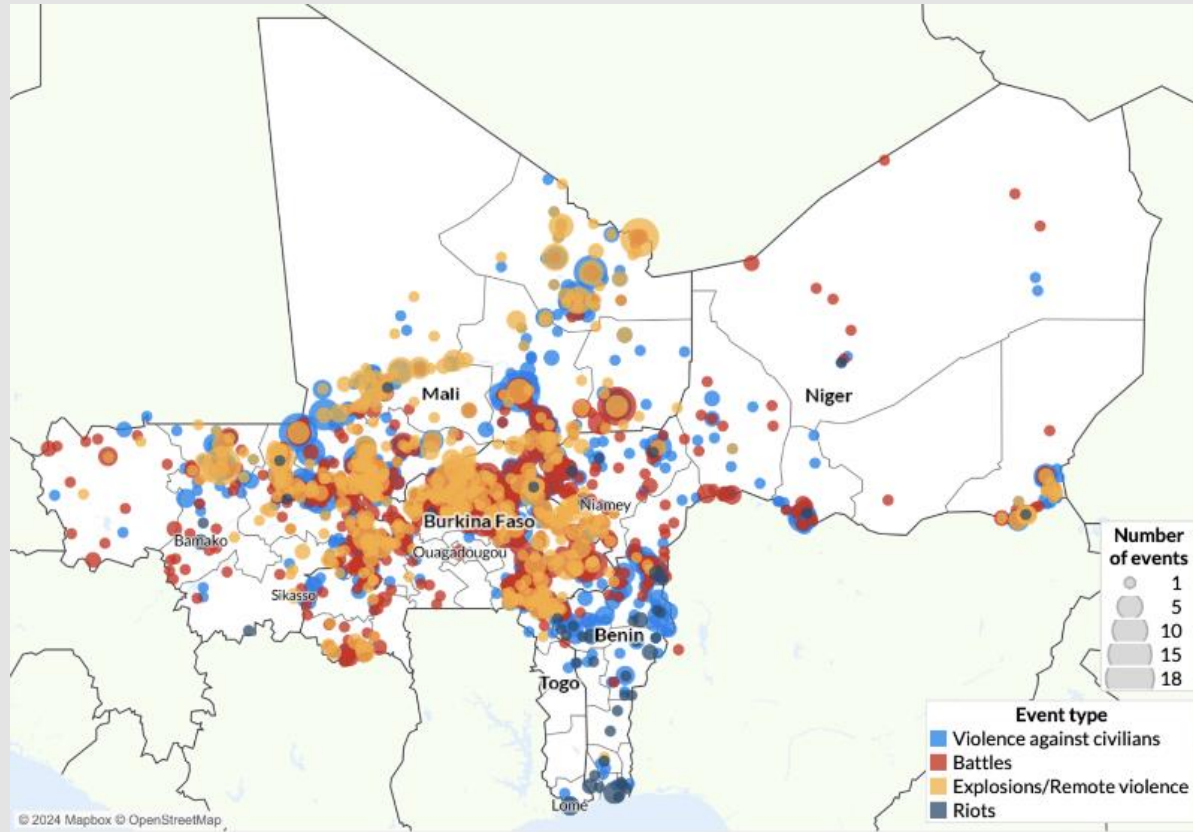 Mali
Niger
Niamey
Burkina Faso
Bamako
Ouagadougou
Sikasso
Benin
Togo
Lomé
Number
of events
1
5
10
15
18
Event type
Violence against civilians
Battles
Explosions/Remote violence
Riots
© 2024 Mapbox © OpenStreetMap